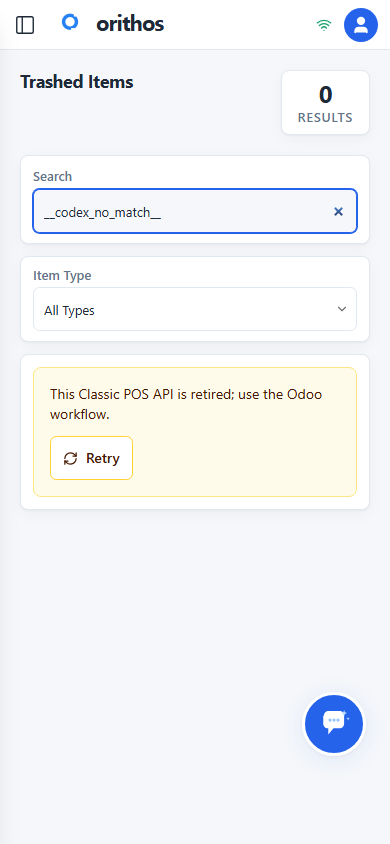 orithos
Trashed Items
0
RESULTS
Search
__codex_no_match__
Item Type
All Types
This Classic POS API is retired; use the Odoo
workflow.
Retry